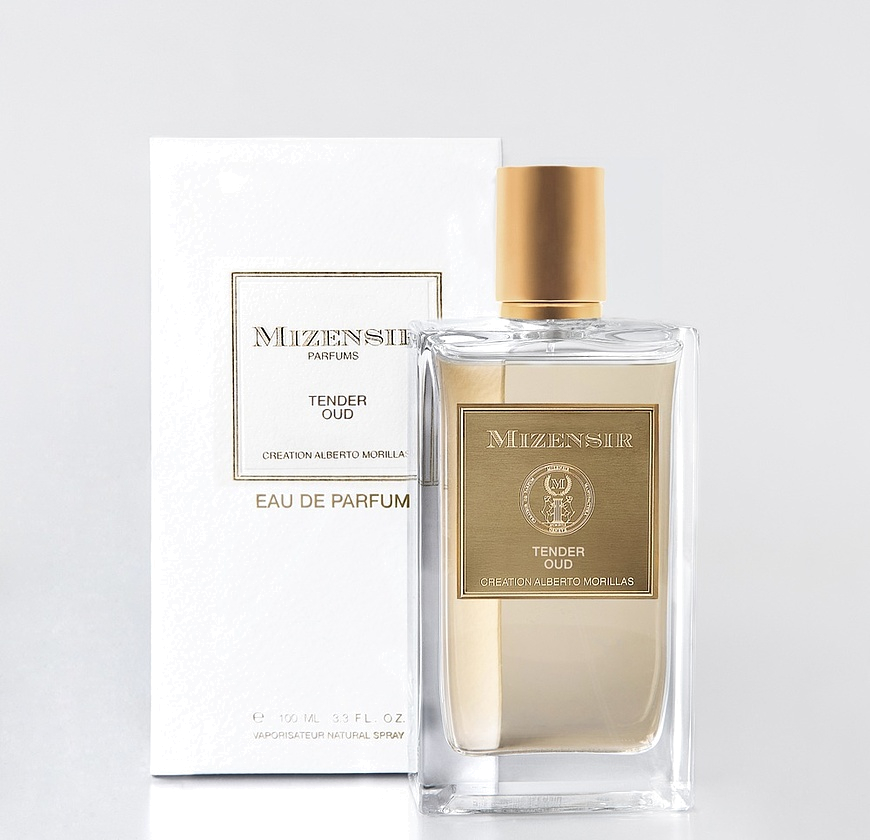 MIZENSIR
PARFUMS
TENDER
OUD
CREATION ALBERTO MORILLAS
EAU DE PARFUM
℮ 100 ML 3.3 FL. OZ.
VAPORISATEUR NATURAL SPRAY
MIZENSIR
M
TENDER
OUD
CREATION ALBERTO MORILLAS